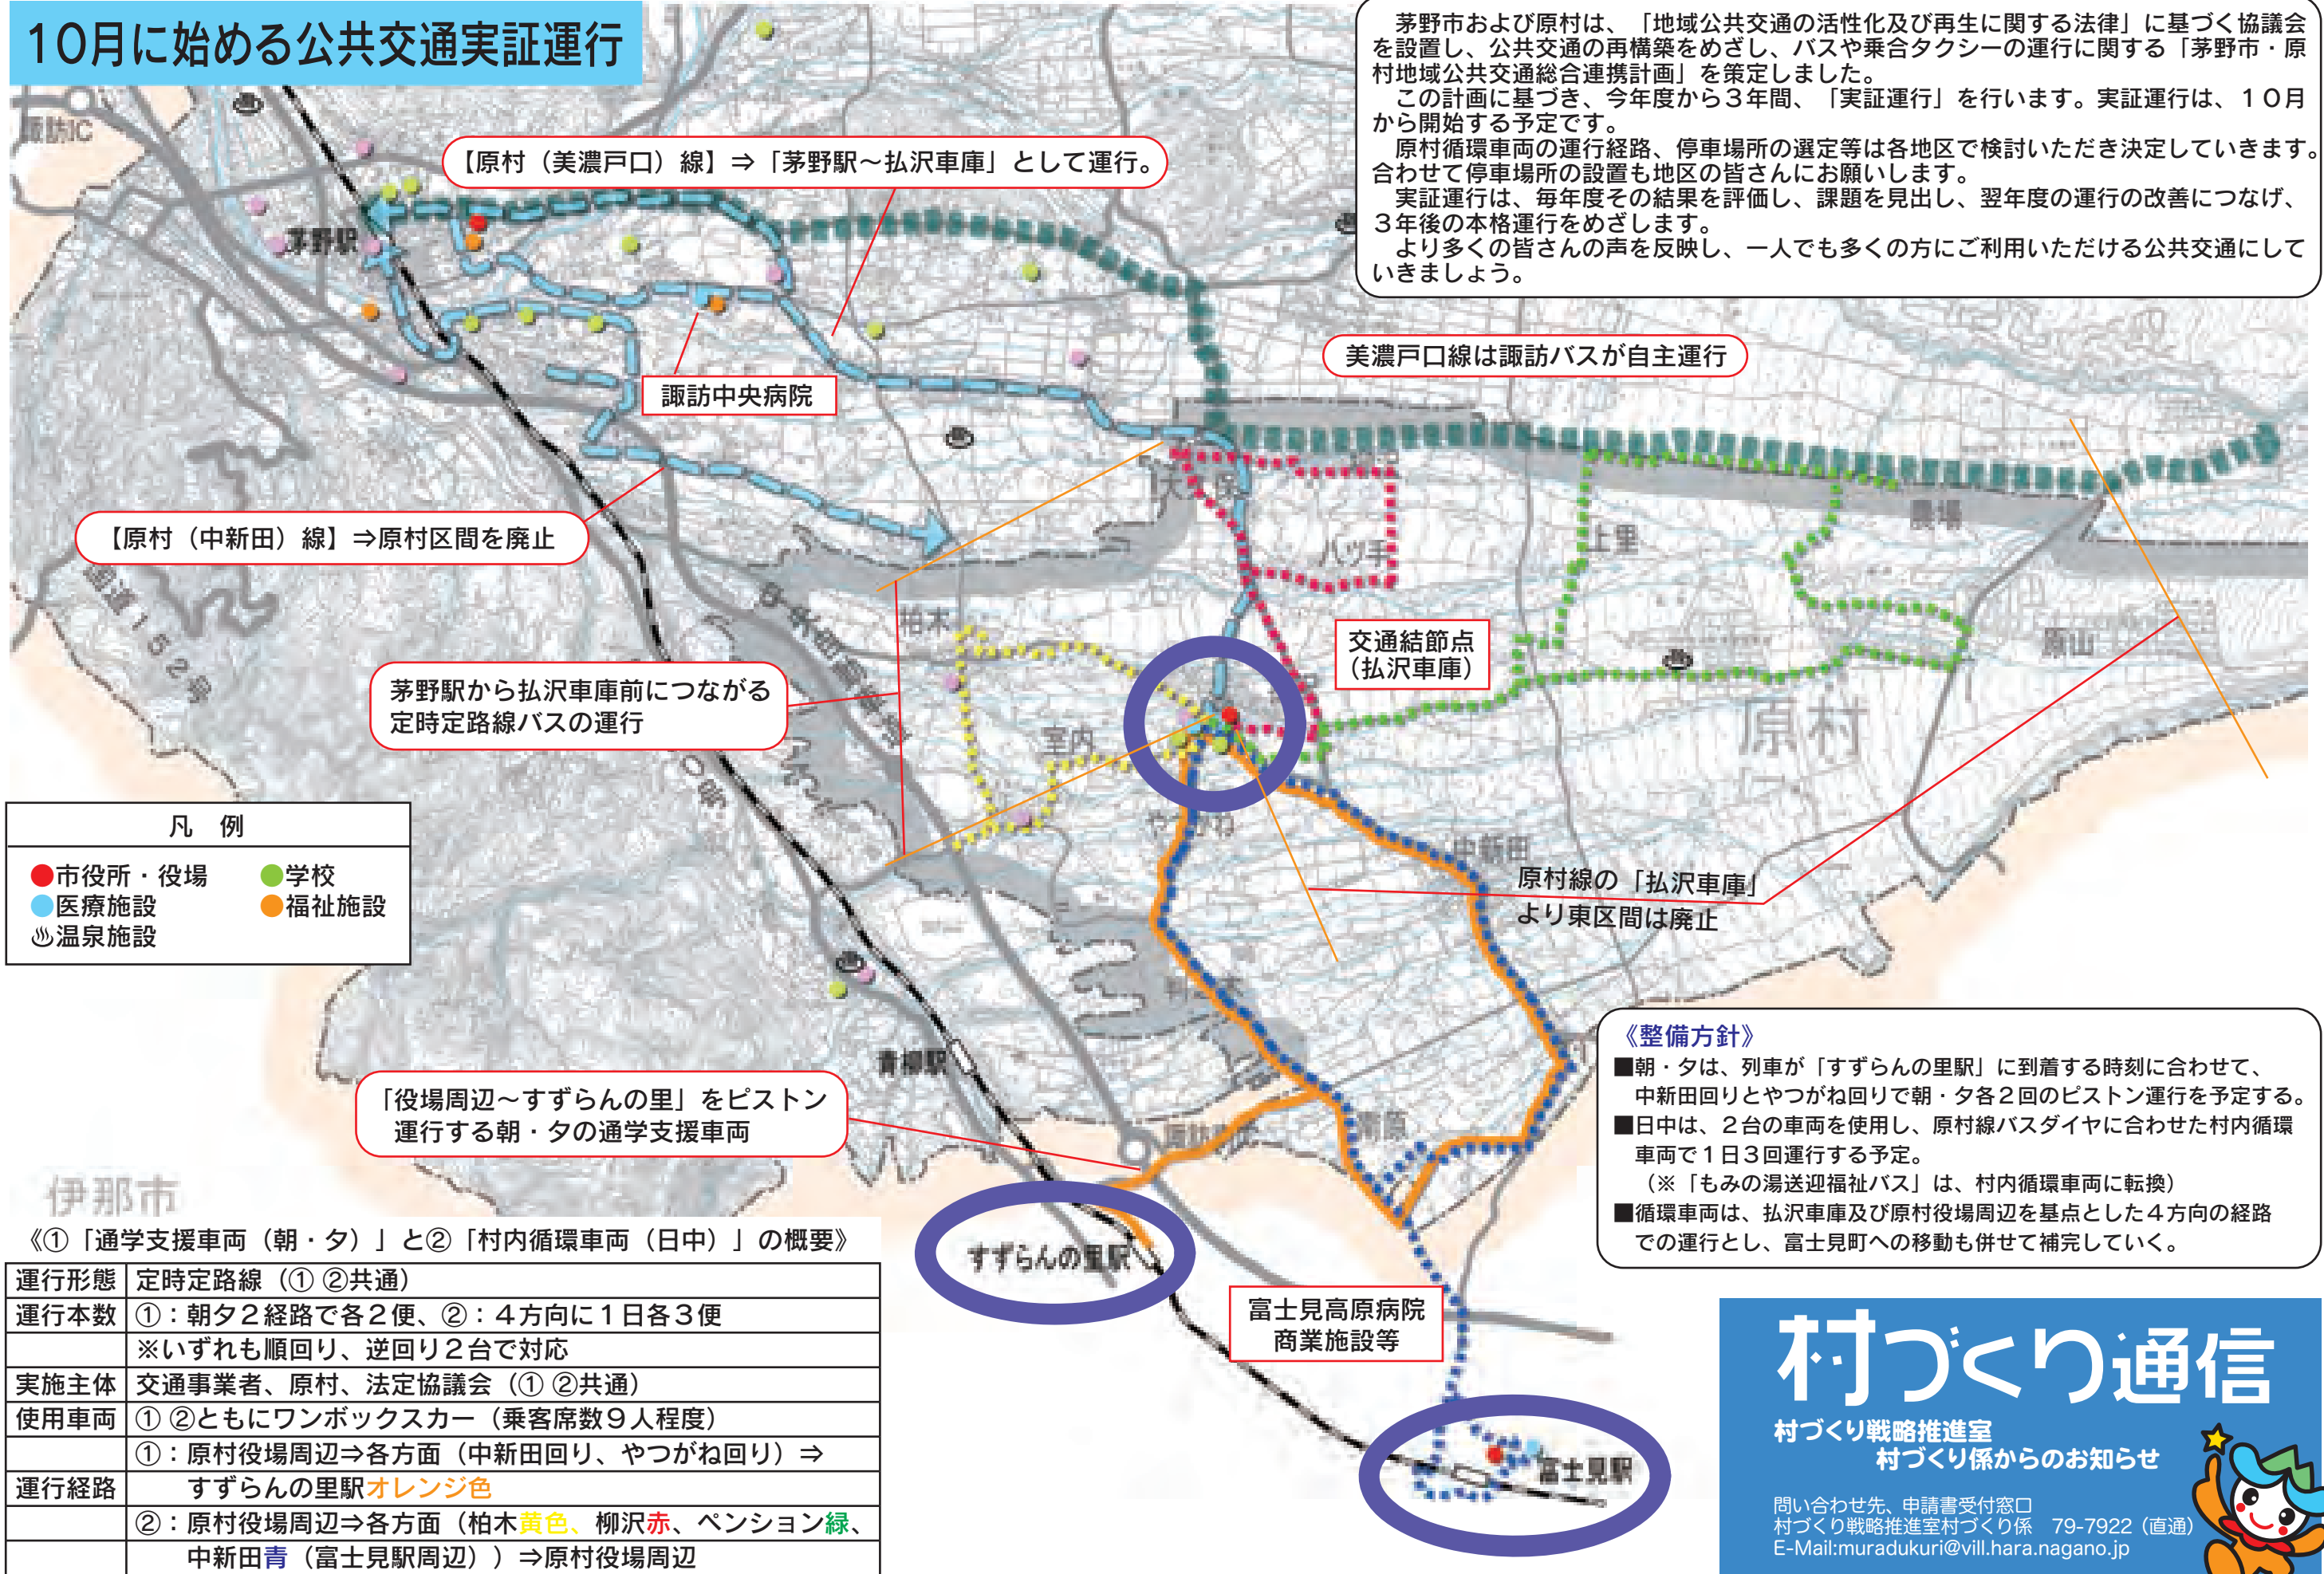 10月に始める公共交通実証運行
茅野市および原村は、「地域公共交通の活性化及び再生に関する法律」に基づく協議会
を設置し、公共交通の再構築をめざし、バスや乗合タクシーの運行に関する「茅野市・原
村地域公共交通総合連携計画」を策定しました。
この計画に基づき、今年度から３年間、「実証運行」を行います。実証運行は、１０月
から開始する予定です。
原村循環車両の運行経路、停車場所の選定等は各地区で検討いただき決定していきます。
合わせて停車場所の設置も地区の皆さんにお願いします。
実証運行は、毎年度その結果を評価し、課題を見出し、翌年度の運行の改善につなげ、
３年後の本格運行をめざします。
より多くの皆さんの声を反映し、一人でも多くの方にご利用いただける公共交通にして
いきましょう。
諏訪IC
【原村（美濃戸口）線】⇒「茅野駅～払沢車庫」として運行。
茅野駅
美濃戸口線は諏訪バスが自主運行
諏訪中央病院
【原村（中新田）線】⇒原村区間を廃止
八ッ手
上里
農場
国道152号
柏木
交通結節点
（払沢車庫）
原山
茅野駅から払沢車庫前につながる
定時定路線バスの運行
室内
原村
凡　例
●市役所・役場
●学校
●医療施設
●福祉施設
♨温泉施設
やつがね
中新田
原村線の「払沢車庫」
より東区間は廃止
青柳駅
「役場周辺～すずらんの里」をピストン
運行する朝・夕の通学支援車両
《整備方針》
■朝・夕は、列車が「すずらんの里駅」に到着する時刻に合わせて、
中新田回りとやつがね回りで朝・夕各２回のピストン運行を予定する。
■日中は、２台の車両を使用し、原村線バスダイヤに合わせた村内循環
車両で１日３回運行する予定。
（※「もみの湯送迎福祉バス」は、村内循環車両に転換）
■循環車両は、払沢車庫及び原村役場周辺を基点とした４方向の経路
での運行とし、富士見町への移動も併せて補完していく。
伊那市
すずらんの里駅
富士見高原病院
商業施設等
富士見駅
《①「通学支援車両（朝・夕）」と②「村内循環車両（日中）」の概要》
運行形態 定時定路線（① ②共通）
運行本数 ①：朝夕２経路で各２便、②：４方向に１日各３便
※いずれも順回り、逆回り２台で対応
実施主体 交通事業者、原村、法定協議会（① ②共通）
使用車両 ① ②ともにワンボックスカー（乗客席数９人程度）
①：原村役場周辺⇒各方面（中新田回り、やつがね回り）⇒
運行経路 すずらんの里駅オレンジ色
②：原村役場周辺⇒各方面（柏木黄色、柳沢赤、ペンション緑、
中新田青（富士見駅周辺））⇒原村役場周辺
村づくり通信
村づくり戦略推進室
村づくり係からのお知らせ
問い合わせ先、申請書受付窓口
村づくり戦略推進室村づくり係　79-7922（直通）
E-Mail:muradukuri@vill.hara.nagano.jp